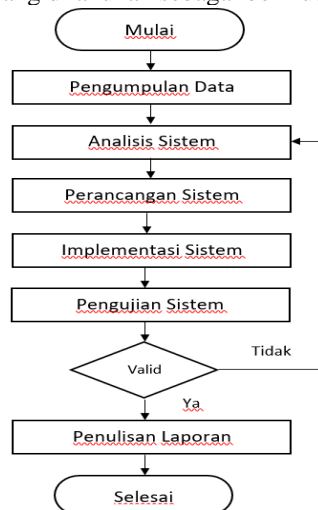 Mulai
Pengumpulan Data
Analisis Sistem
Perancangan Sistem
Implementasi Sistem
Pengujian Sistem
Valid
Tidak
Ya
Penulisan Laporan
Selesai